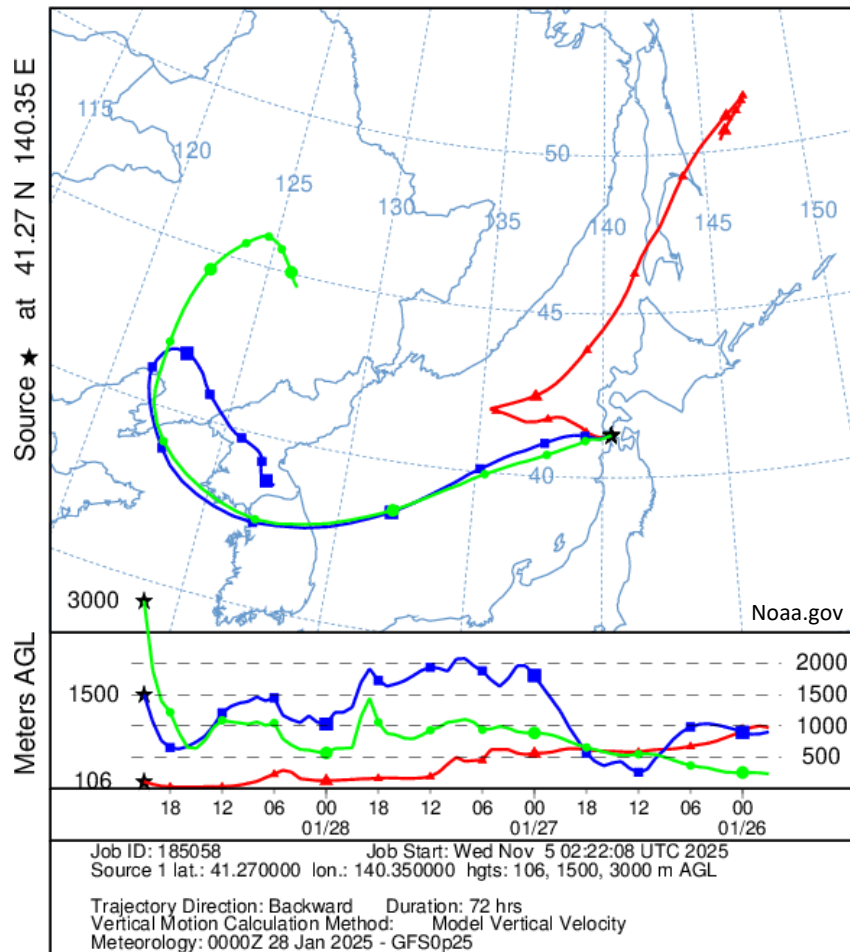 Source ★ at 41.27 N 140.35 E
115
120
125
130
135
140
145
150
50
45
40
Noaa.gov
Meters AGL
3000
1500
106
2000
1500
1000
500
18 12 06 00 18 12 06 00 18 12 06 00
01/28 01/27 01/26
Job ID: 185058 Job Start: Wed Nov 5 02:22:08 UTC 2025
Source 1 lat.: 41.270000 lon.: 140.350000 hgts: 106, 1500, 3000 m AGL
Trajectory Direction: Backward Duration: 72 hrs
Vertical Motion Calculation Method: Model Vertical Velocity
Meteorology: 0000Z 28 Jan 2025 - GFS0p25